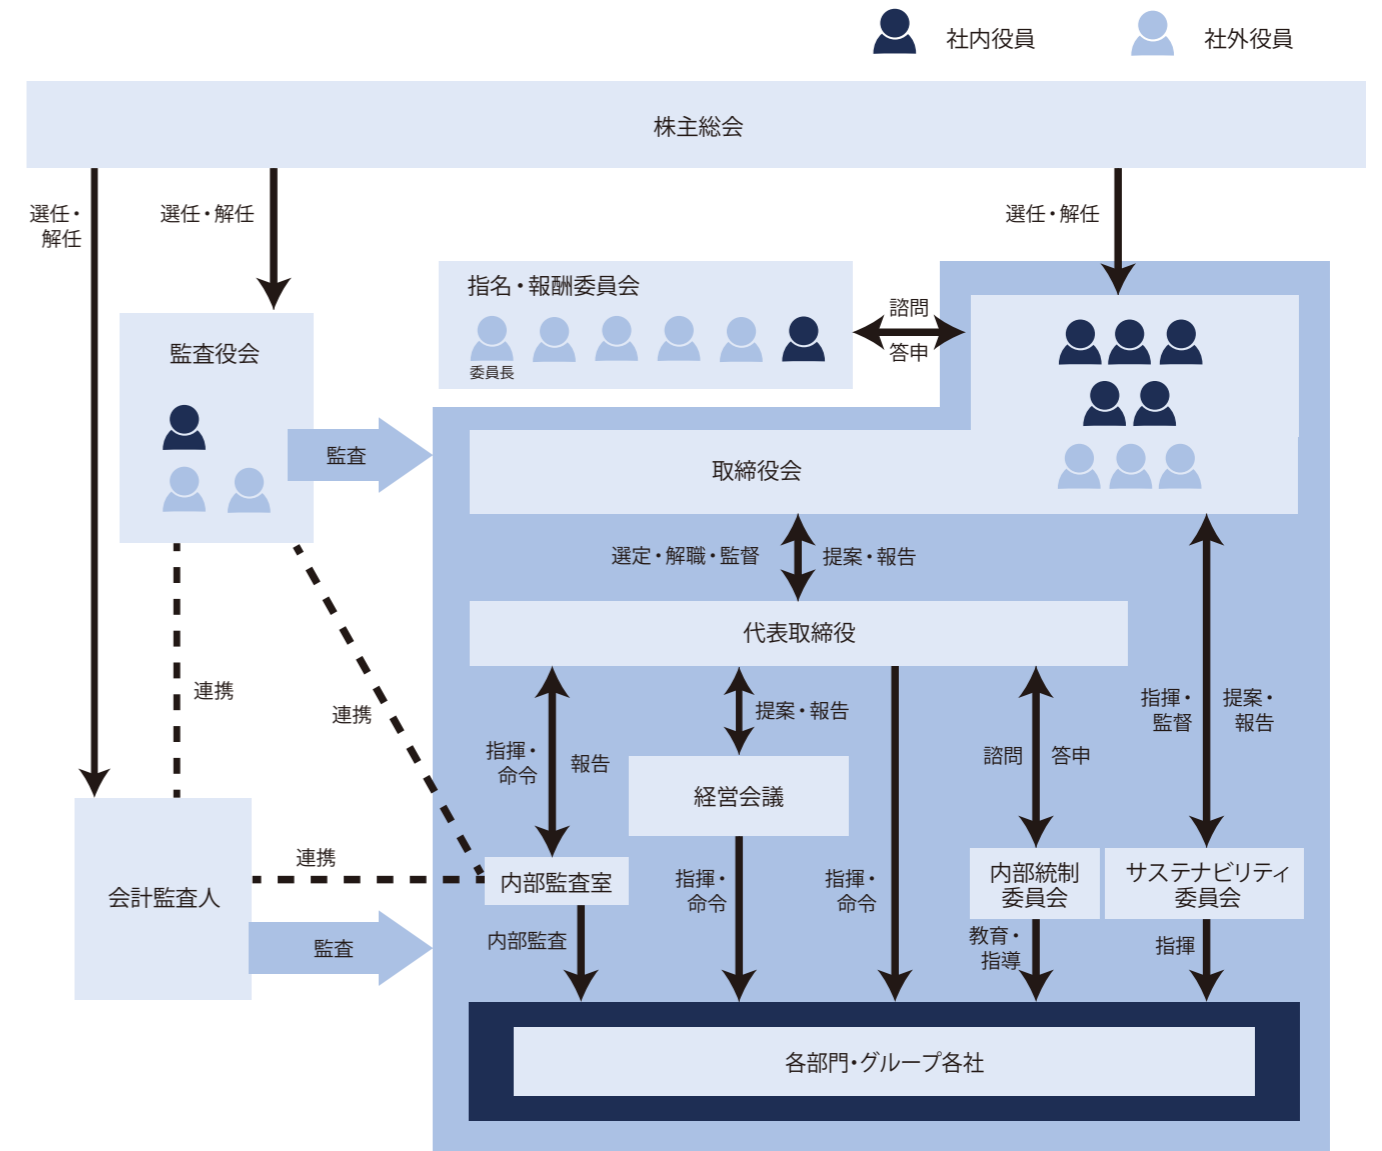 社内役員
社外役員
株主総会
選任・
解任
選任・解任
選任・解任
監査役会
指名・報酬委員会
委員長
諮問
答申
監査
取締役会
選定・解職・監督
提案・報告
代表取締役
連携
連携
指揮・
命令
報告
提案・報告
諮問
答申
指揮・
監督
提案・
報告
経営会議
連携
会計監査人
内部監査室
指揮・
命令
指揮・
命令
内部統制
委員会
サステナビリティ
委員会
監査
内部監査
教育・
指導
指揮
各部門・グループ各社